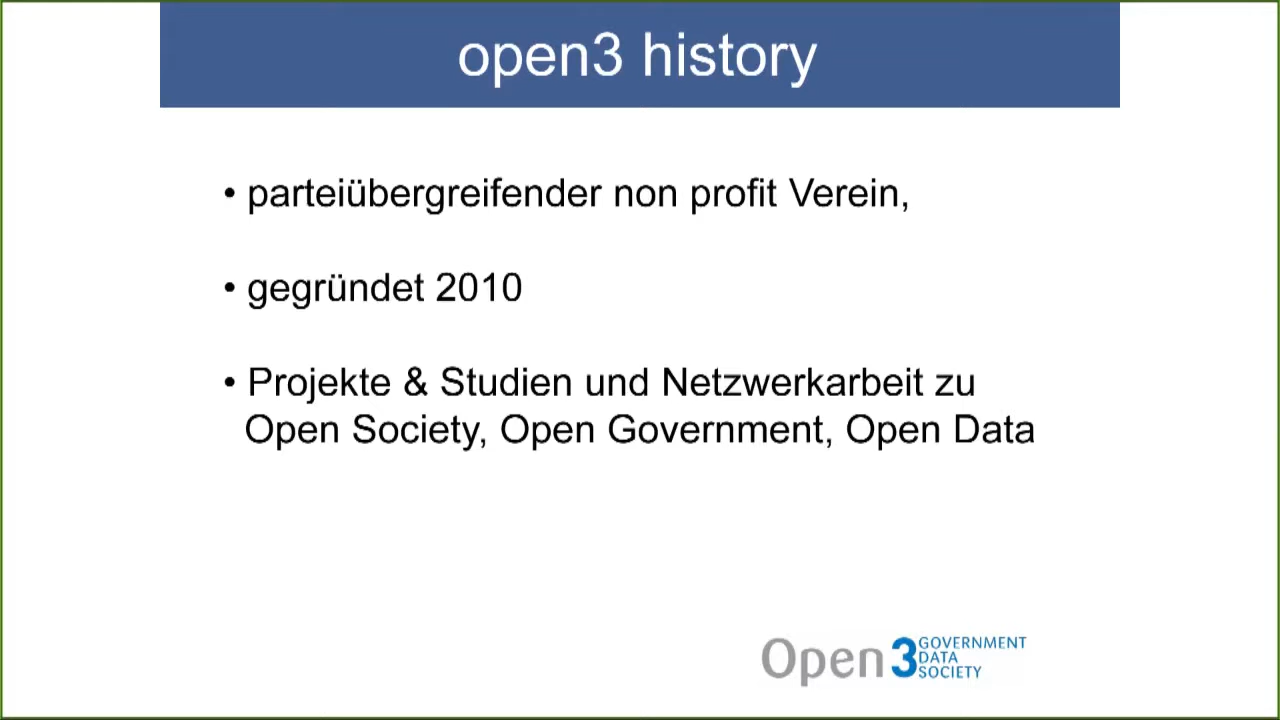 open3 history
• parteiübergreifender non profit Verein,
• gegründet 2010
• Projekte & Studien und Netzwerkarbeit zu
Open Society, Open Government, Open Data
Open 3 GOVERNMENT
DATA
SOCIETY